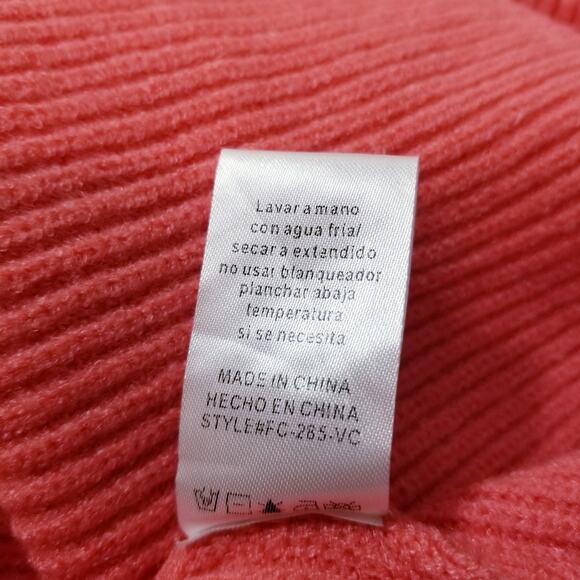 Lavar a mano
con agua fria/
secar a extendido
no usar blanqueador
planchar abaja
temperatura
si se necesita
MADE IN CHINA
HECHO EN CHINA
STYLE#FC-285-VC